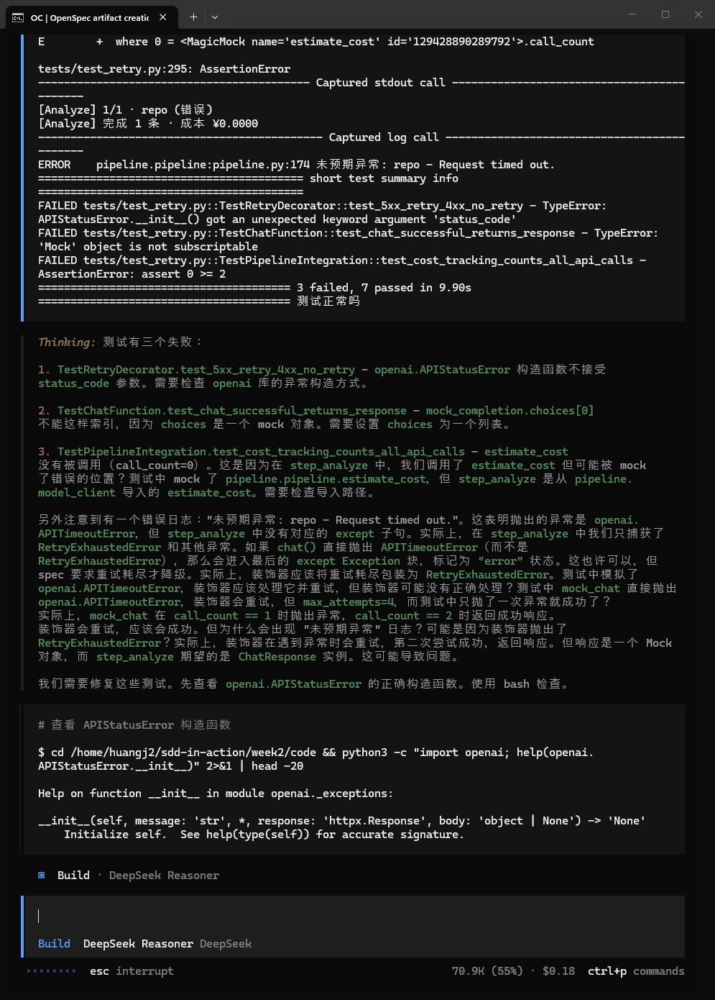 OC | OpenSpec artifact creatic
E        +  where 0 = <MagicMock name='estimate_cost' id='129428890289792'>.call_count
tests/test_retry.py:295: AssertionError
------------------------------------------ Captured stdout call ------------------------------------
-------
[Analyze] 1/1 · repo (错误)
[Analyze] 完成 1 条 · 成本 ¥0.0000
-------------------------------------------- Captured log call -------------------------------------
-------
ERROR    pipeline.pipeline:pipeline.py:174 未预期异常: repo - Request timed out.
========================================= short test summary info
=========================================
FAILED tests/test_retry.py::TestRetryDecorator::test_5xx_retry_4xx_no_retry - TypeError:
APIStatusError.__init__() got an unexpected keyword argument 'status_code'
FAILED tests/test_retry.py::TestChatFunction::test_chat_successful_returns_response - TypeError:
'Mock' object is not subscriptable
FAILED tests/test_retry.py::TestPipelineIntegration::test_cost_tracking_counts_all_api_calls -
AssertionError: assert 0 >= 2
======================================= 3 failed, 7 passed in 9.90s
======================================= 测试正常吗
Thinking: 测试有三个失败：
1. TestRetryDecorator.test_5xx_retry_4xx_no_retry - openai.APIStatusError 构造函数不接受
status_code 参数。需要检查 openai 库的异常构造方式。
2. TestChatFunction.test_chat_successful_returns_response - mock_completion.choices[0]
不能这样索引，因为 choices 是一个 mock 对象。需要设置 choices 为一个列表。
3. TestPipelineIntegration.test_cost_tracking_counts_all_api_calls - estimate_cost
没有被调用（call_count=0）。这是因为在 step_analyze 中，我们调用了 estimate_cost 但可能被 mock
了错误的位置？测试中 mock 了 pipeline.pipeline.estimate_cost，但 step_analyze 是从 pipeline.
model_client 导入的 estimate_cost。需要检查导入路径。
另外注意到有一个错误日志："未预期异常: repo - Request timed out."。这表明抛出的异常是 openai.
APITimeoutError，但 step_analyze 中没有对应的 except 子句。实际上，在 step_analyze 中我们只捕获了
RetryExhaustedError 和其他异常。如果 chat() 直接抛出 APITimeoutError（而不是
RetryExhaustedError），那么会进入最后的 except Exception 块，标记为 "error" 状态。这也许可以，但
spec 要求重试耗尽才降级。实际上，装饰器应该将重试耗尽包装为 RetryExhaustedError。测试中模拟了
openai.APITimeoutError，装饰器应该处理它并重试，但装饰器可能没有正确处理？测试中 mock_chat 直接抛出
openai.APITimeoutError，装饰器会重试，但 max_attempts=4，而测试中只抛了一次异常就成功了？
实际上，mock_chat 在 call_count == 1 时抛出异常，call_count == 2 时返回成功响应。
装饰器会重试，应该会成功。但为什么会出现 "未预期异常" 日志？可能是因为装饰器抛出了
RetryExhaustedError？实际上，装饰器在遇到异常时会重试，第二次尝试成功，返回响应。但响应是一个 Mock
对象，而 step_analyze 期望的是 ChatResponse 实例。这可能导致问题。
我们需要修复这些测试。先查看 openai.APIStatusError 的正确构造函数。使用 bash 检查。
# 查看 APIStatusError 构造函数
$ cd /home/huangj2/sdd-in-action/week2/code && python3 -c "import openai; help(openai.
APIStatusError.__init__)" 2>&1 | head -20
Help on function __init__ in module openai._exceptions:
__init__(self, message: 'str', *, response: 'httpx.Response', body: 'object | None') -> 'None'
    Initialize self.  See help(type(self)) for accurate signature.
Build · DeepSeek Reasoner
Build  DeepSeek Reasoner DeepSeek
esc interrupt 70.9K (55%) · $0.18  ctrl+p commands